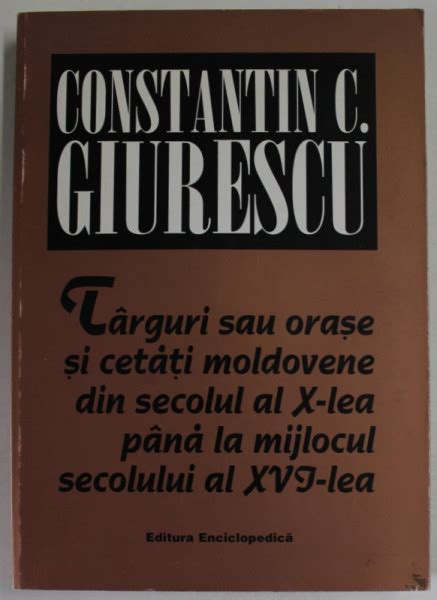 CONSTANTIN C.
GIURESCU
Târguri sau orașe
și cetăți moldovene
din secolul al X-lea
până la mijlocul
secolului al XVI-lea
Editura Enciclopedică